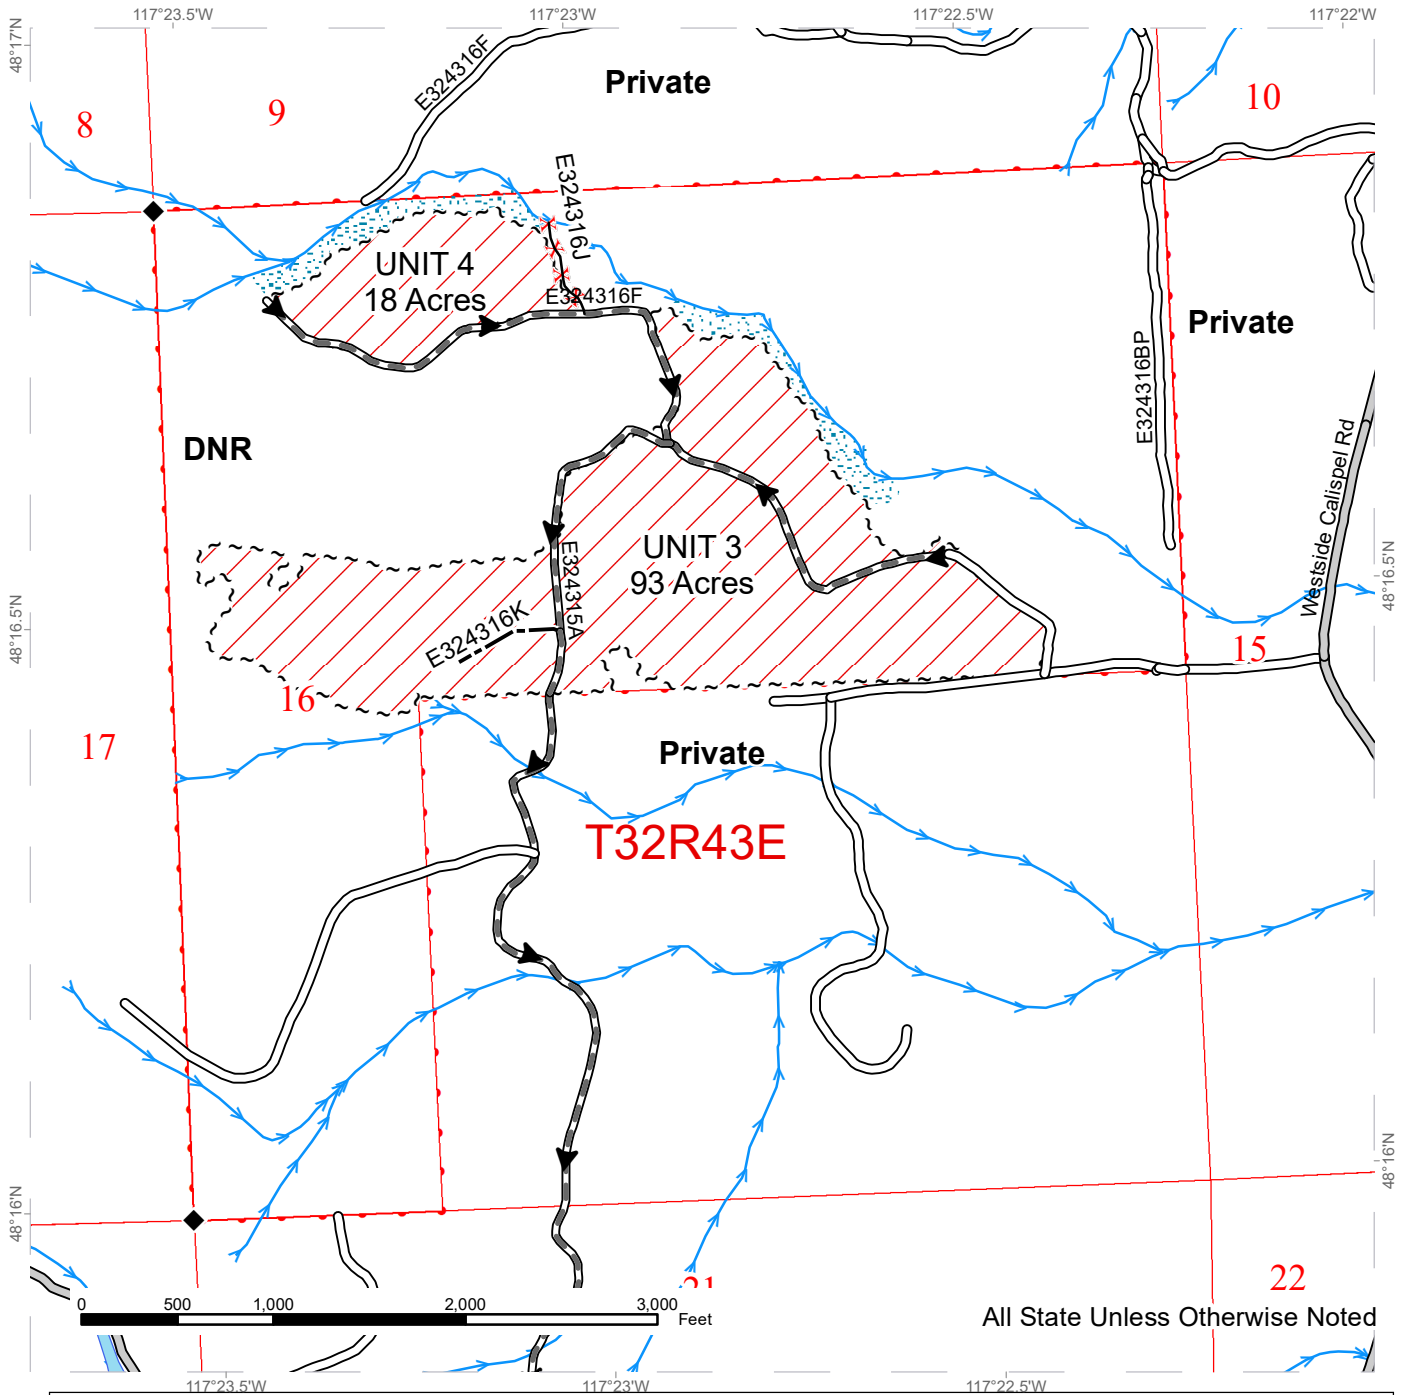 117°23.5'W
117°23'W
117°22.5'W
117°22'W
48°17'N
E324316F
Private
8
9
10
E324316J
UNIT 4
18 Acres
E324316F
Private
E324316BP
DNR
Westside Calispel Rd
UNIT 3
93 Acres
E324315A
E324316K
48°16.5'N
48°16.5'N
15
16
17
Private
T32R43E
48°16'N
48°16'N
21
22
0 500 1,000 2,000 3,000
Feet
All State Unless Otherwise Noted
117°23.5'W
117°23'W
117°22.5'W